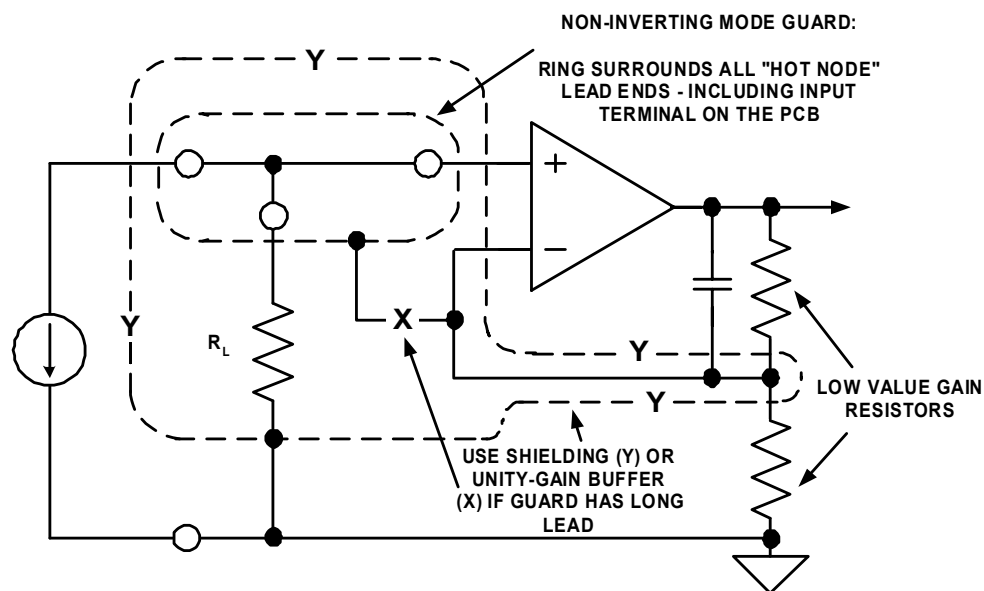 NON-INVERTING MODE GUARD:
RING SURROUNDS ALL "HOT NODE"
LEAD ENDS - INCLUDING INPUT
TERMINAL ON THE PCB
Y
+
−
Y
X
R_L
Y
Y
LOW VALUE GAIN
RESISTORS
USE SHIELDING (Y) OR
UNITY-GAIN BUFFER
(X) IF GUARD HAS LONG
LEAD